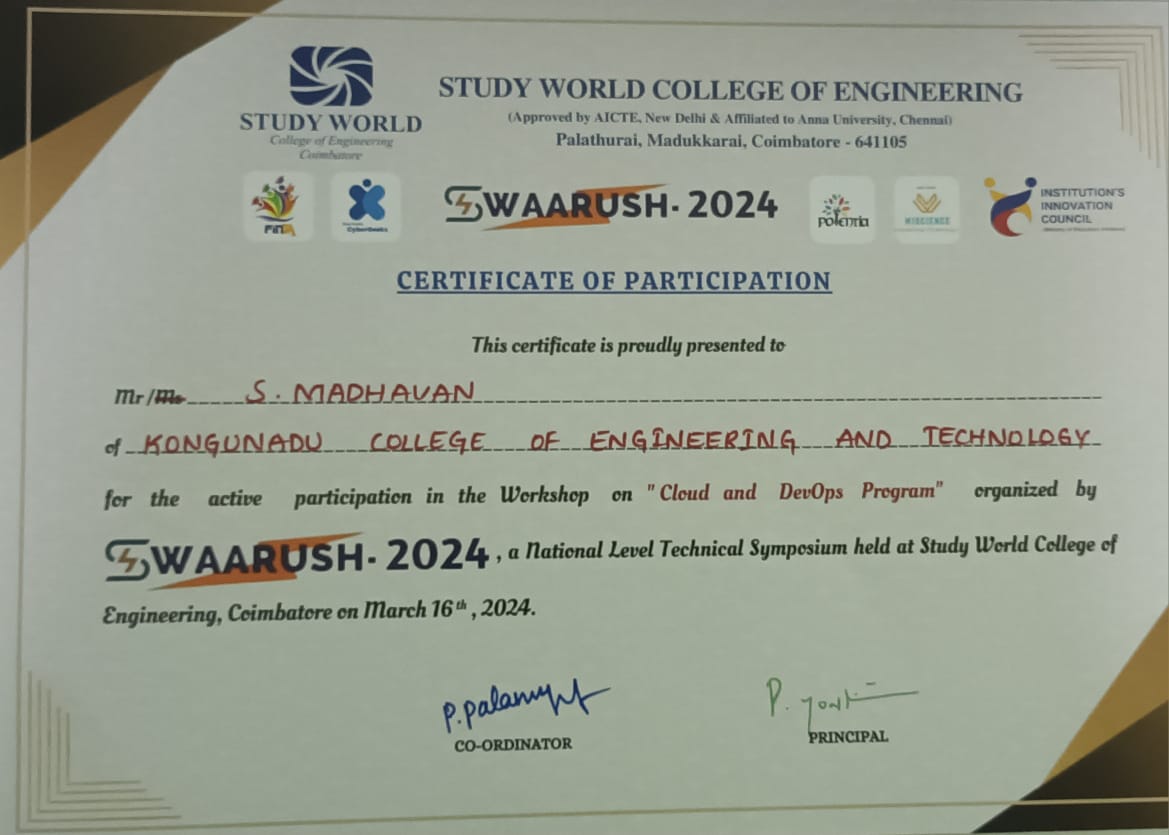 STUDY WORLD
College of Engineering
Coimbatore
STUDY WORLD COLLEGE OF ENGINEERING
(Approved by AICTE, New Delhi & Affiliated to Anna University, Chennai)
Palathurai, Madukkarai, Coimbatore - 641105
CyberGeeks
SWAARUSH- 2024
POTENTIA
INSTITUTION'S
INNOVATION
COUNCIL
CERTIFICATE OF PARTICIPATION
This certificate is proudly presented to
Mr/Ms S. MADHAVAN
of KONGUNADU COLLEGE OF ENGINEERING AND TECHNOLOGY
for the active participation in the Workshop on "Cloud and DevOps Program" organized by
SWAARUSH- 2024, a National Level Technical Symposium held at Study World College of
Engineering, Coimbatore on March 16th, 2024.
CO-ORDINATOR
PRINCIPAL